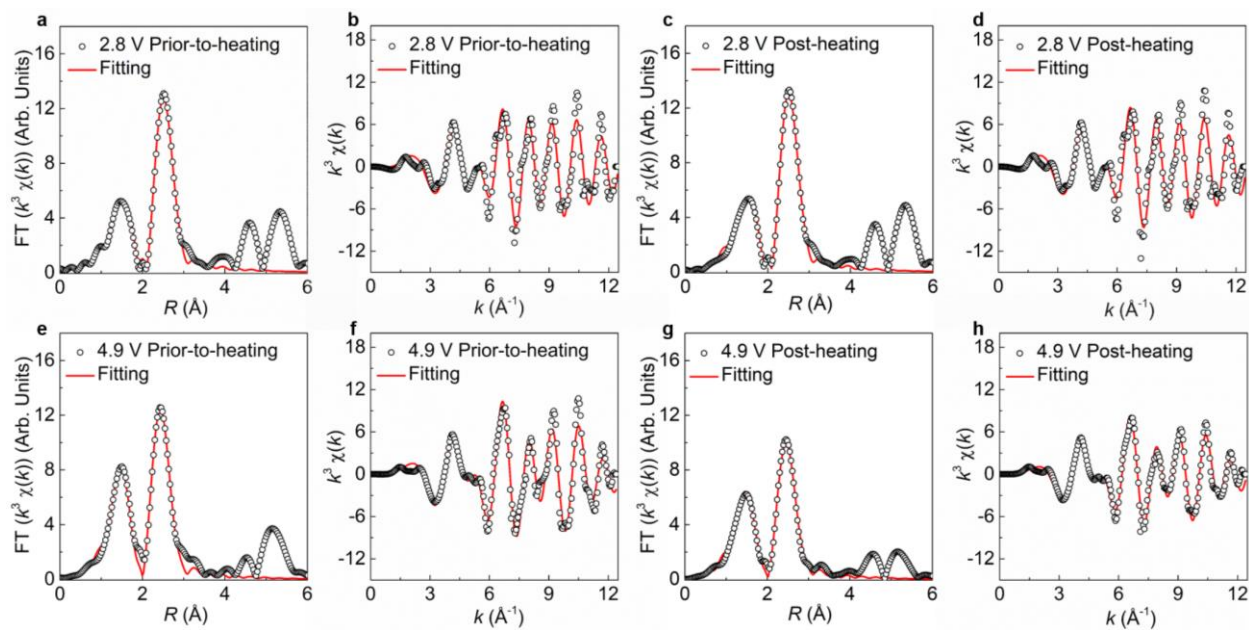 a
16
12
8
4
0
FT (k³ χ(k)) (Arb. Units)
2.8 V Prior-to-heating
Fitting
0 2 4 6
R (Å)
b
18
12
6
0
-6
-12
k³ χ(k)
2.8 V Prior-to-heating
Fitting
0 3 6 9 12
k (Å⁻¹)
c
16
12
8
4
0
FT (k³ χ(k)) (Arb. Units)
2.8 V Post-heating
Fitting
0 2 4 6
R (Å)
d
18
12
6
0
-6
-12
k³ χ(k)
2.8 V Post-heating
Fitting
0 3 6 9 12
k (Å⁻¹)
e
16
12
8
4
0
FT (k³ χ(k)) (Arb. Units)
4.9 V Prior-to-heating
Fitting
0 2 4 6
R (Å)
f
18
12
6
0
-6
-12
k³ χ(k)
4.9 V Prior-to-heating
Fitting
0 3 6 9 12
k (Å⁻¹)
g
16
12
8
4
0
FT (k³ χ(k)) (Arb. Units)
4.9 V Post-heating
Fitting
0 2 4 6
R (Å)
h
18
12
6
0
-6
-12
k³ χ(k)
4.9 V Post-heating
Fitting
0 3 6 9 12
k (Å⁻¹)